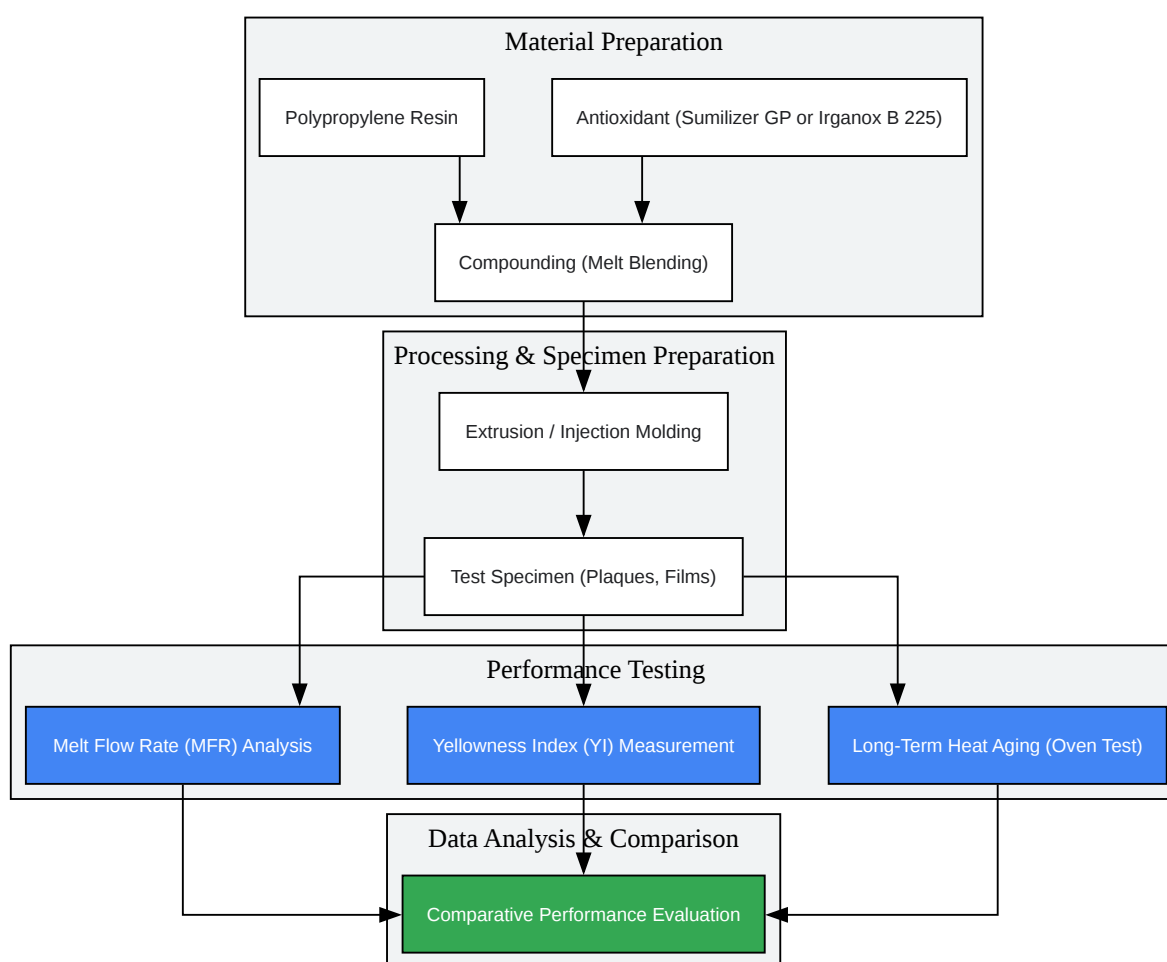 Material Preparation
Polypropylene Resin
Antioxidant (Sumilizer GP or Irganox B 225)
Compounding (Melt Blending)
Processing & Specimen Preparation
Extrusion / Injection Molding
Test Specimen (Plaques, Films)
Performance Testing
Melt Flow Rate (MFR) Analysis
Yellowness Index (YI) Measurement
Long-Term Heat Aging (Oven Test)
Data Analysis & Comparison
Comparative Performance Evaluation